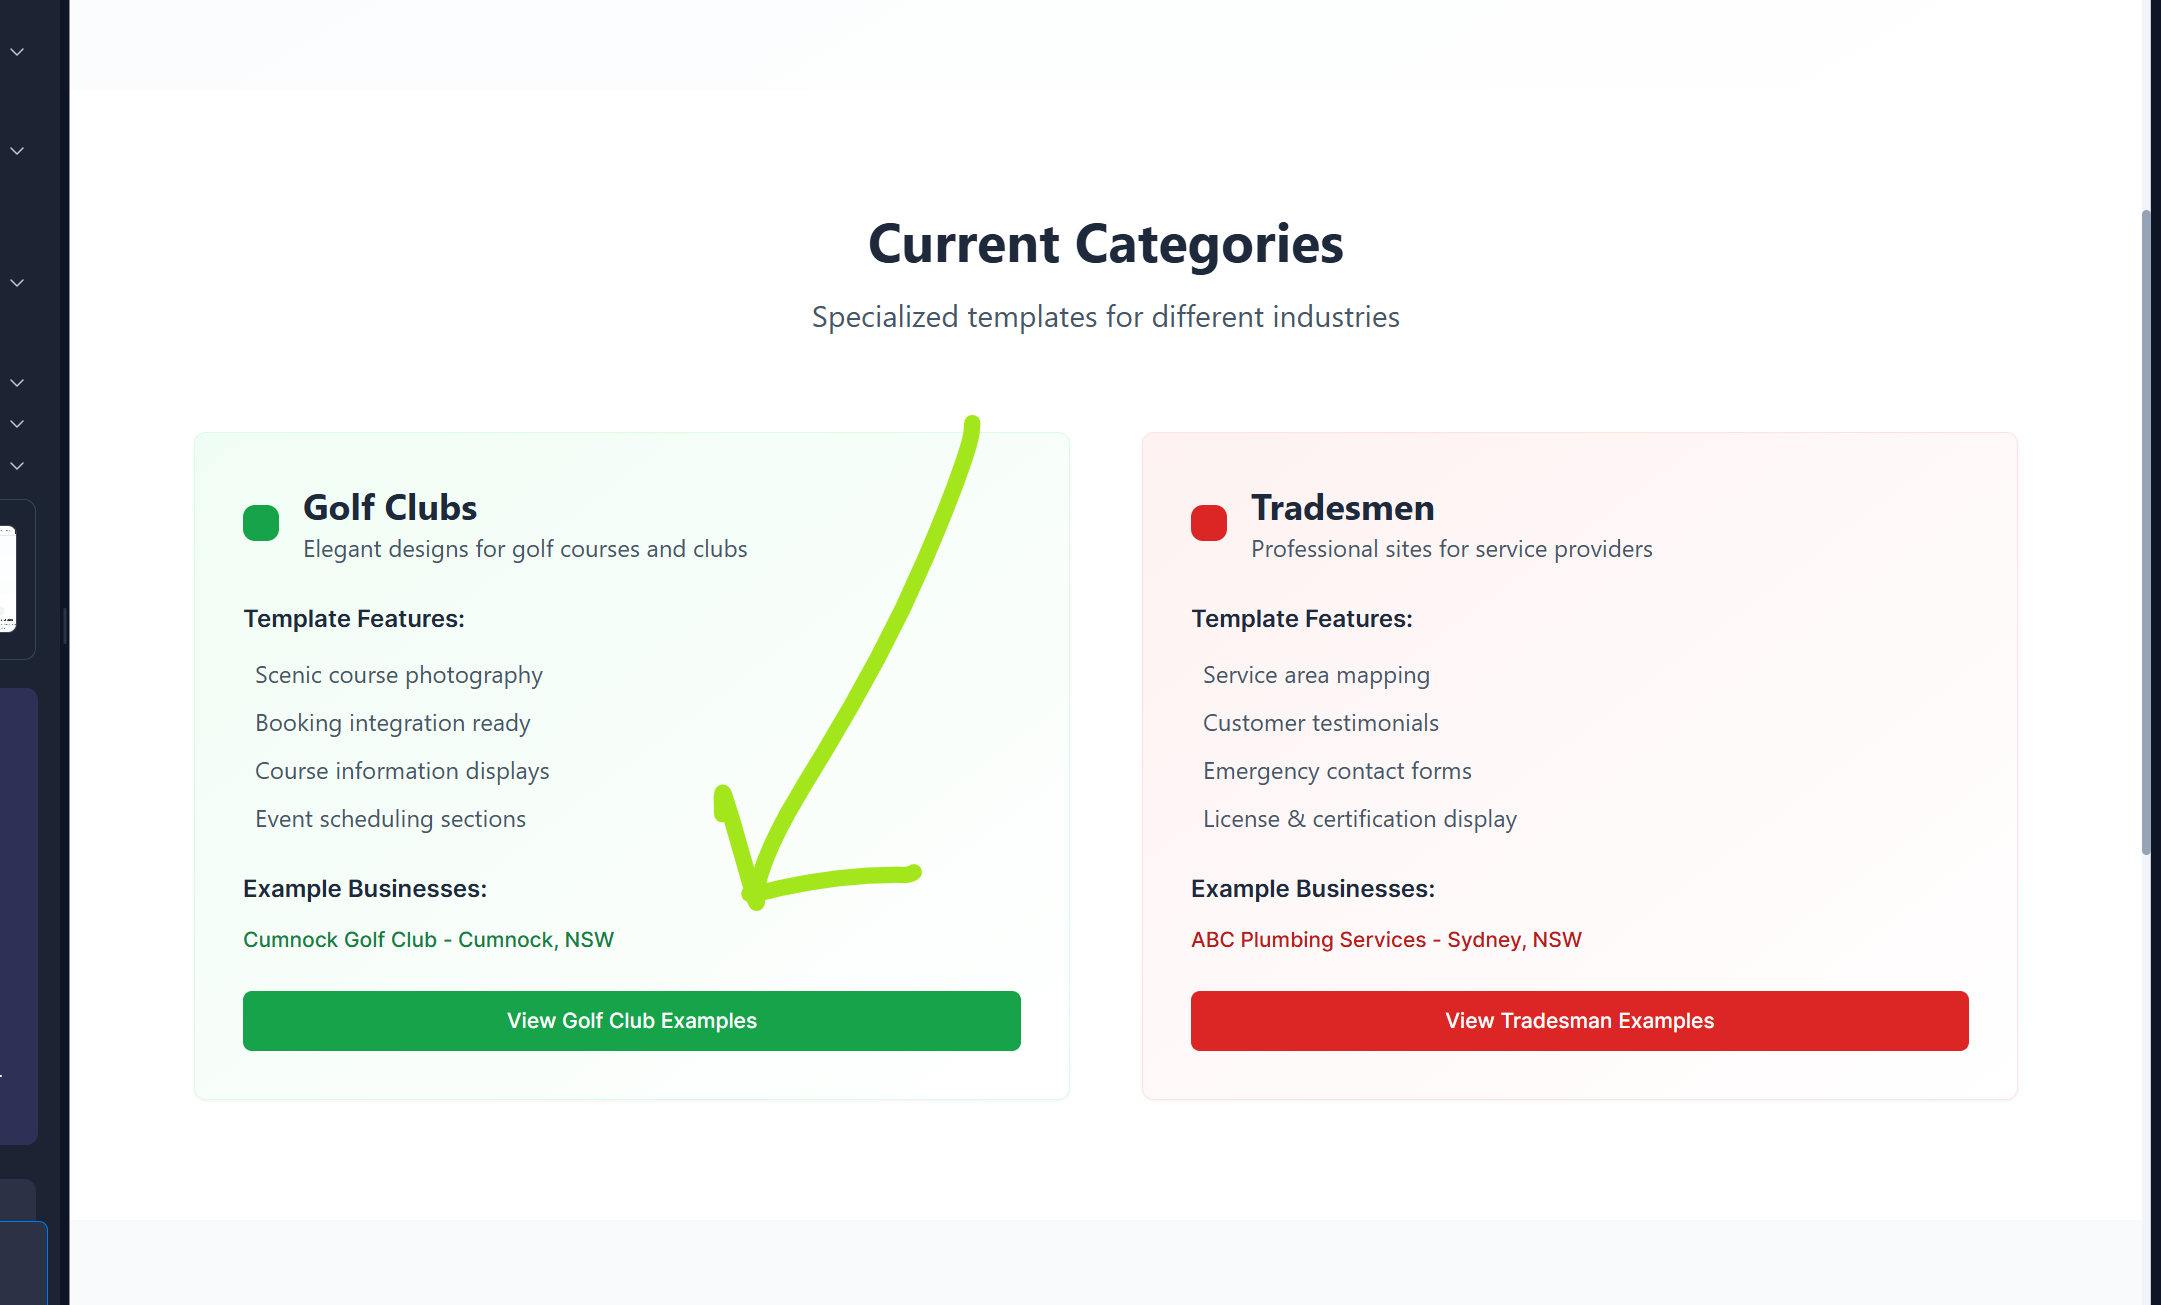 Current Categories
Specialized templates for different industries
Golf Clubs
Elegant designs for golf courses and clubs
Template Features:
Scenic course photography
Booking integration ready
Course information displays
Event scheduling sections
Example Businesses:
Cumnock Golf Club - Cumnock, NSW
View Golf Club Examples
Tradesmen
Professional sites for service providers
Template Features:
Service area mapping
Customer testimonials
Emergency contact forms
License & certification display
Example Businesses:
ABC Plumbing Services - Sydney, NSW
View Tradesman Examples